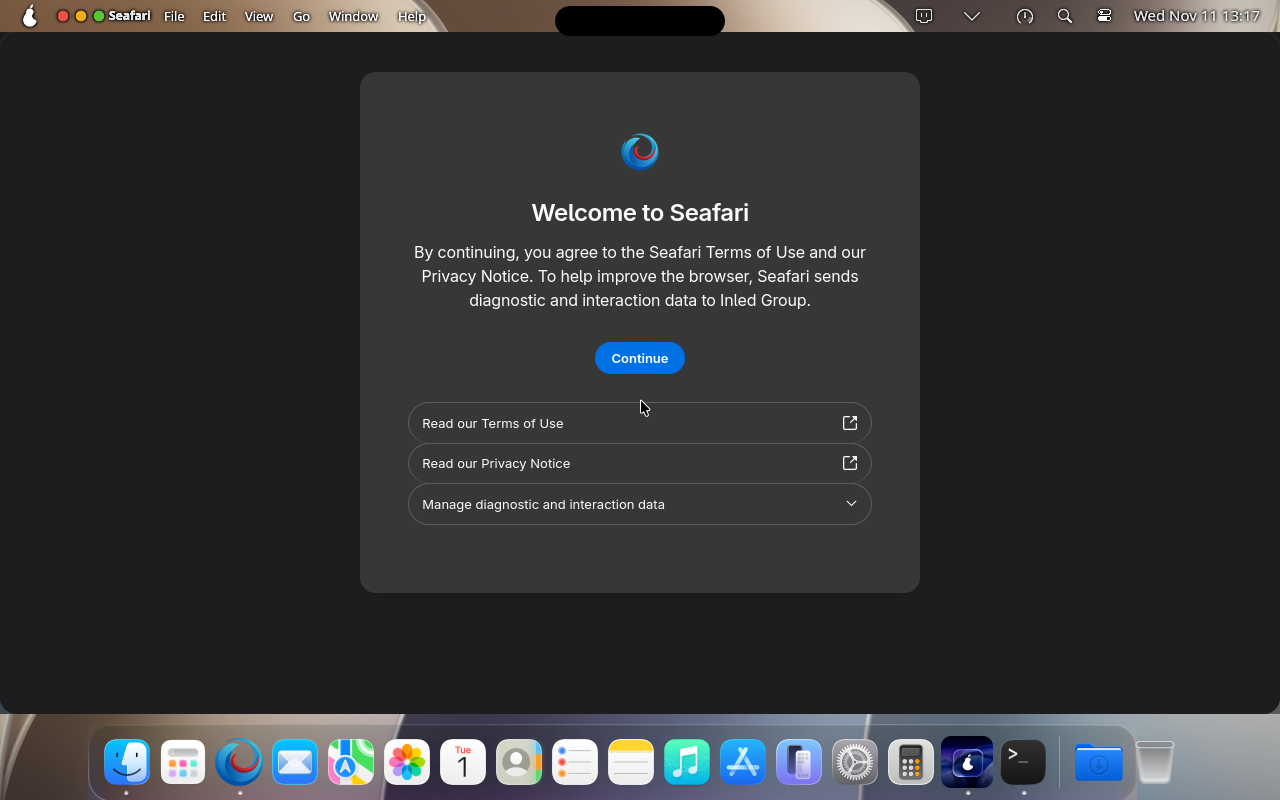 Seafari File Edit View Go Window Help Wed Nov 11 13:17
Welcome to Seafari
By continuing, you agree to the Seafari Terms of Use and our
Privacy Notice. To help improve the browser, Seafari sends
diagnostic and interaction data to Inled Group.
Continue
Read our Terms of Use
Read our Privacy Notice
Manage diagnostic and interaction data
Tue
1
>_